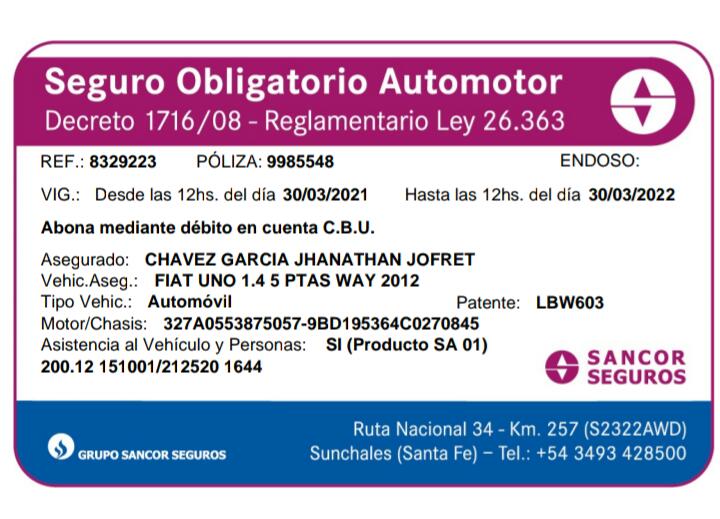 Seguro Obligatorio Automotor
Decreto 1716/08 - Reglamentario Ley 26.363
REF.: 8329223 PÓLIZA: 9985548 ENDOSO:
VIG.: Desde las 12hs. del día 30/03/2021 Hasta las 12hs. del día 30/03/2022
Abona mediante débito en cuenta C.B.U.
Asegurado: CHAVEZ GARCIA JHANATHAN JOFRET
Vehic.Aseg.: FIAT UNO 1.4 5 PTAS WAY 2012
Tipo Vehic.: Automóvil Patente: LBW603
Motor/Chasis: 327A0553875057-9BD195364C0270845
Asistencia al Vehículo y Personas: SI (Producto SA 01)
200.12 151001/212520 1644
SANCOR
SEGUROS
GRUPO SANCOR SEGUROS
Ruta Nacional 34 - Km. 257 (S2322AWD)
Sunchales (Santa Fe) – Tel.: +54 3493 428500